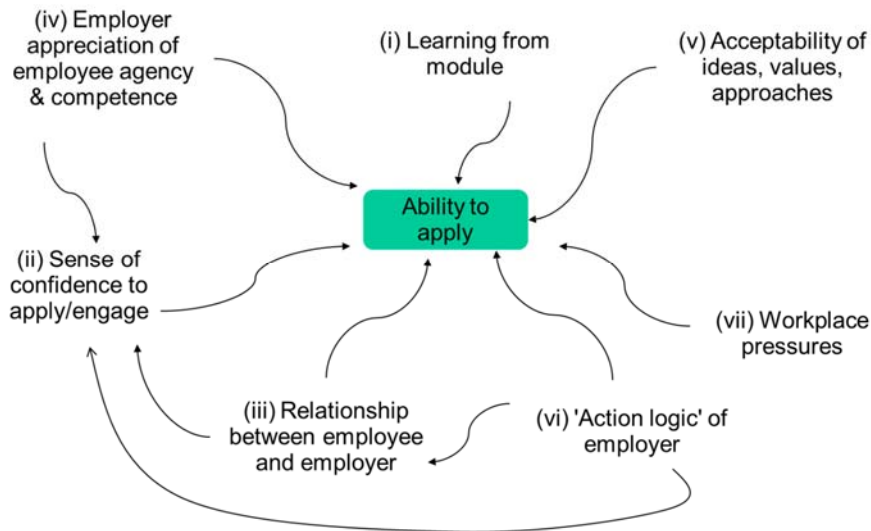 (iv) Employer
appreciation of
employee agency
& competence
(i) Learning from
module
(v) Acceptability of
ideas, values,
approaches
Ability to
apply
(ii) Sense of
confidence to
apply/engage
(vii) Workplace
pressures
(iii) Relationship
between employee
and employer
(vi) 'Action logic' of
employer